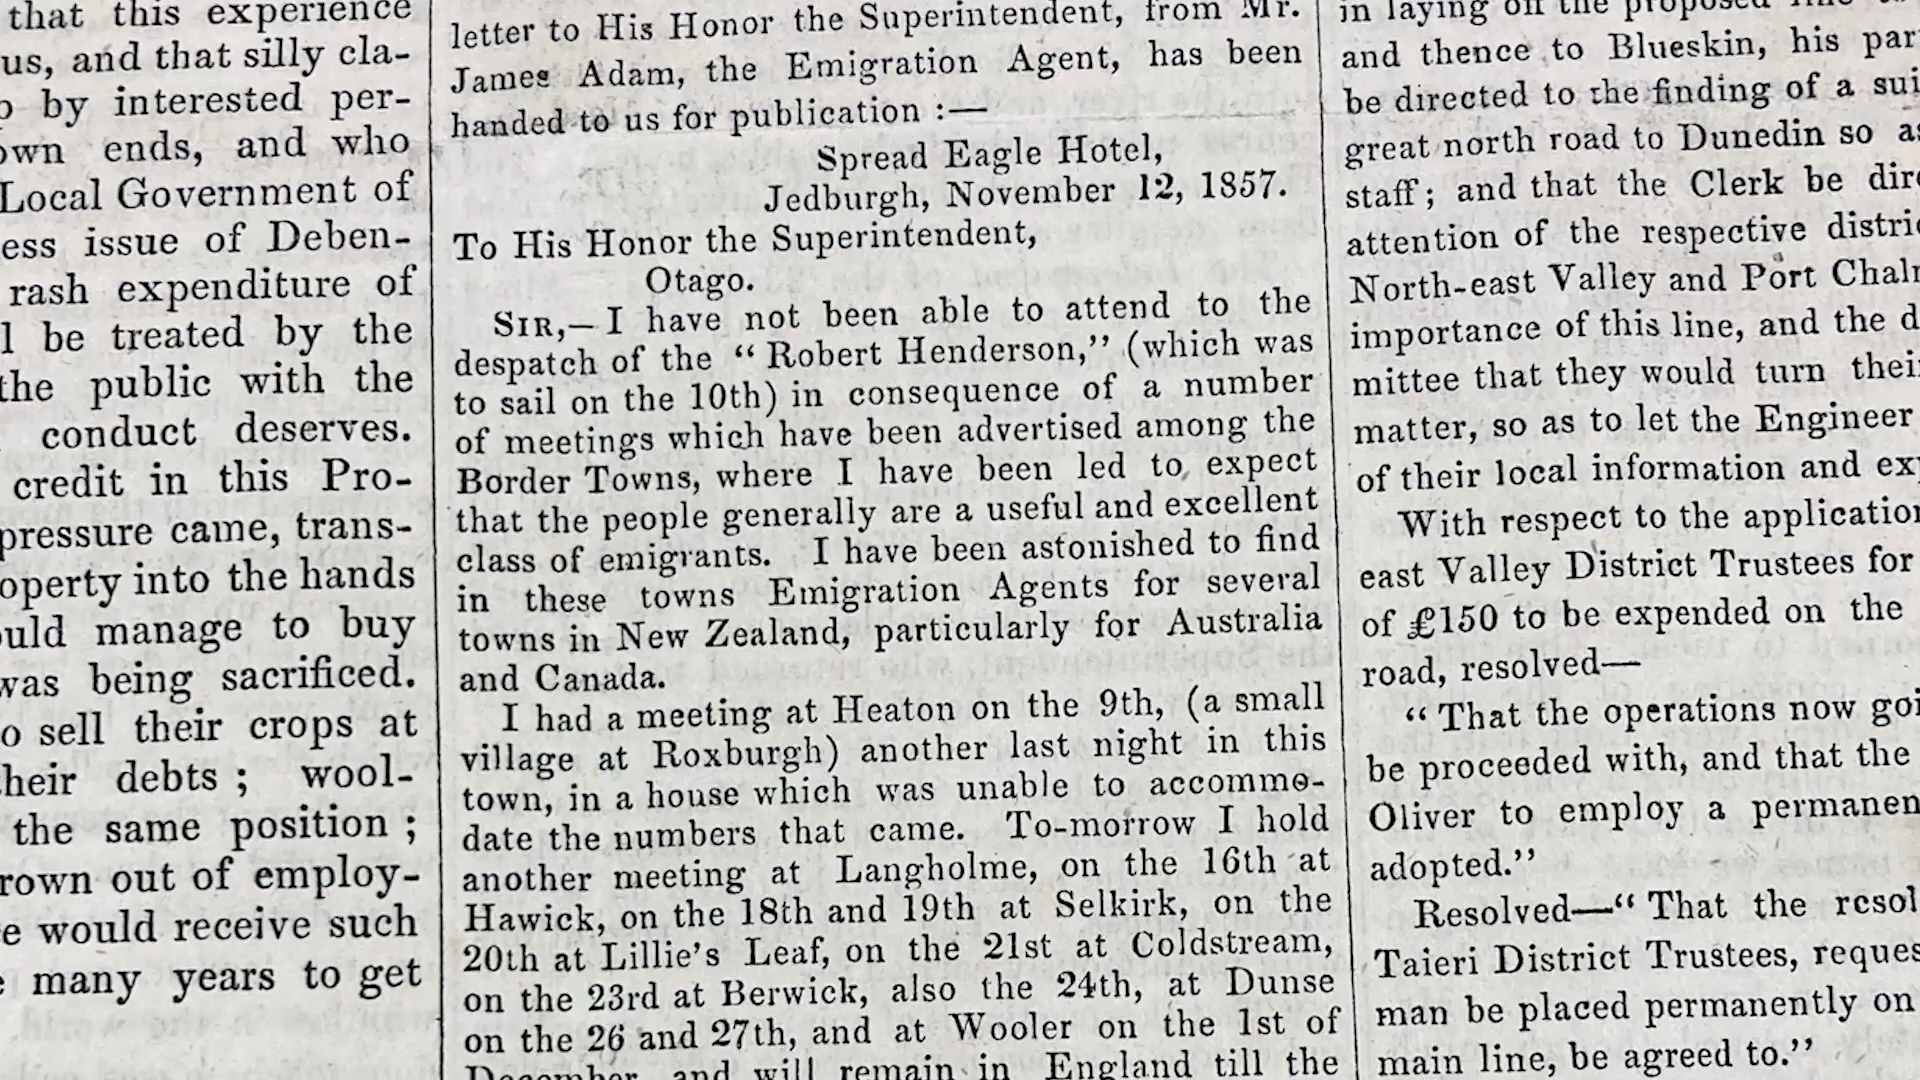 that this experience
us, and that silly cla-
by interested per-
own ends, and who
Local Government of
ess issue of Deben-
rash expenditure of
l be treated by the
the public with the
conduct deserves.
credit in this Pro-
pressure came, trans-
operty into the hands
ould manage to buy
was being sacrificed.
o sell their crops at
heir debts ; wool-
the same position ;
rown out of employ-
e would receive such
many years to get
letter to His Honor the Superintendent, from Mr.
James Adam, the Emigration Agent, has been
handed to us for publication :—
Spread Eagle Hotel,
Jedburgh, November 12, 1857.
To His Honor the Superintendent,
Otago.
SIR,—I have not been able to attend to the
despatch of the “ Robert Henderson,” (which was
to sail on the 10th) in consequence of a number
of meetings which have been advertised among the
Border Towns, where I have been led to expect
that the people generally are a useful and excellent
class of emigrants. I have been astonished to find
in these towns Emigration Agents for several
towns in New Zealand, particularly for Australia
and Canada.
I had a meeting at Heaton on the 9th, (a small
village at Roxburgh) another last night in this
town, in a house which was unable to accommo-
date the numbers that came. To-morrow I hold
another meeting at Langholme, on the 16th at
Hawick, on the 18th and 19th at Selkirk, on the
20th at Lillie’s Leaf, on the 21st at Coldstream,
on the 23rd at Berwick, also the 24th, at Dunse
on the 26 and 27th, and at Wooler on the 1st of
December, and will remain in England till the
in laying off the proposed line
and thence to Blueskin, his par
be directed to the finding of a sui
great north road to Dunedin so a
staff ; and that the Clerk be dire
attention of the respective distric
North-east Valley and Port Chalm
importance of this line, and the d
mittee that they would turn thei
matter, so as to let the Engineer
of their local information and exp
With respect to the application
east Valley District Trustees for
of £150 to be expended on the
road, resolved—
“ That the operations now goi
be proceeded with, and that the
Oliver to employ a permanen
adopted.”
Resolved—“ That the resol
Taieri District Trustees, reques
man be placed permanently on
main line, be agreed to.”